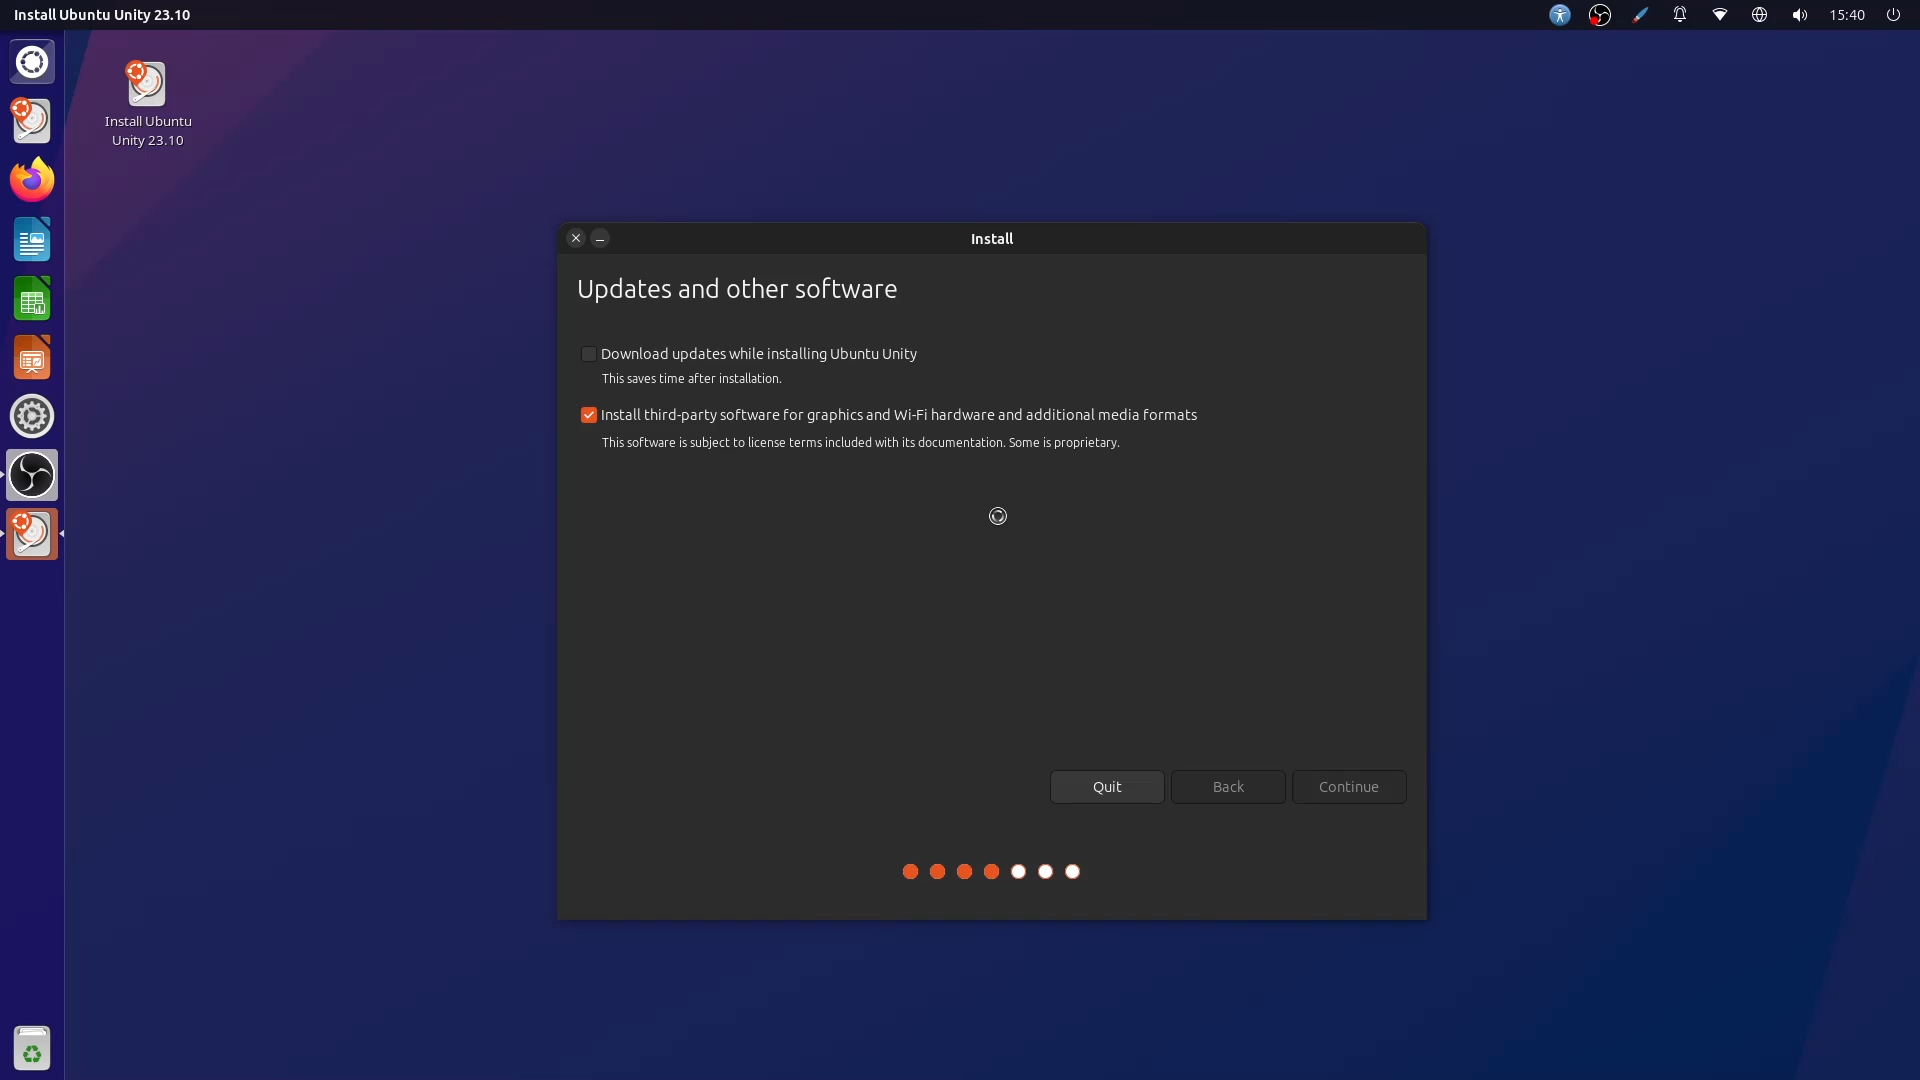 Install Ubuntu Unity 23.10
15:40
Install Ubuntu
Unity 23.10
Install
Updates and other software
Download updates while installing Ubuntu Unity
This saves time after installation.
Install third-party software for graphics and Wi-Fi hardware and additional media formats
This software is subject to license terms included with its documentation. Some is proprietary.
Quit
Back
Continue